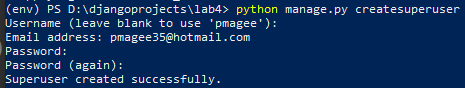 (env) PS D:\djangoprojects\lab4> python manage.py createsuperuser
Username (leave blank to use 'pmagee'):
Email address: pmagee35@hotmail.com
Password:
Password (again):
Superuser created successfully.